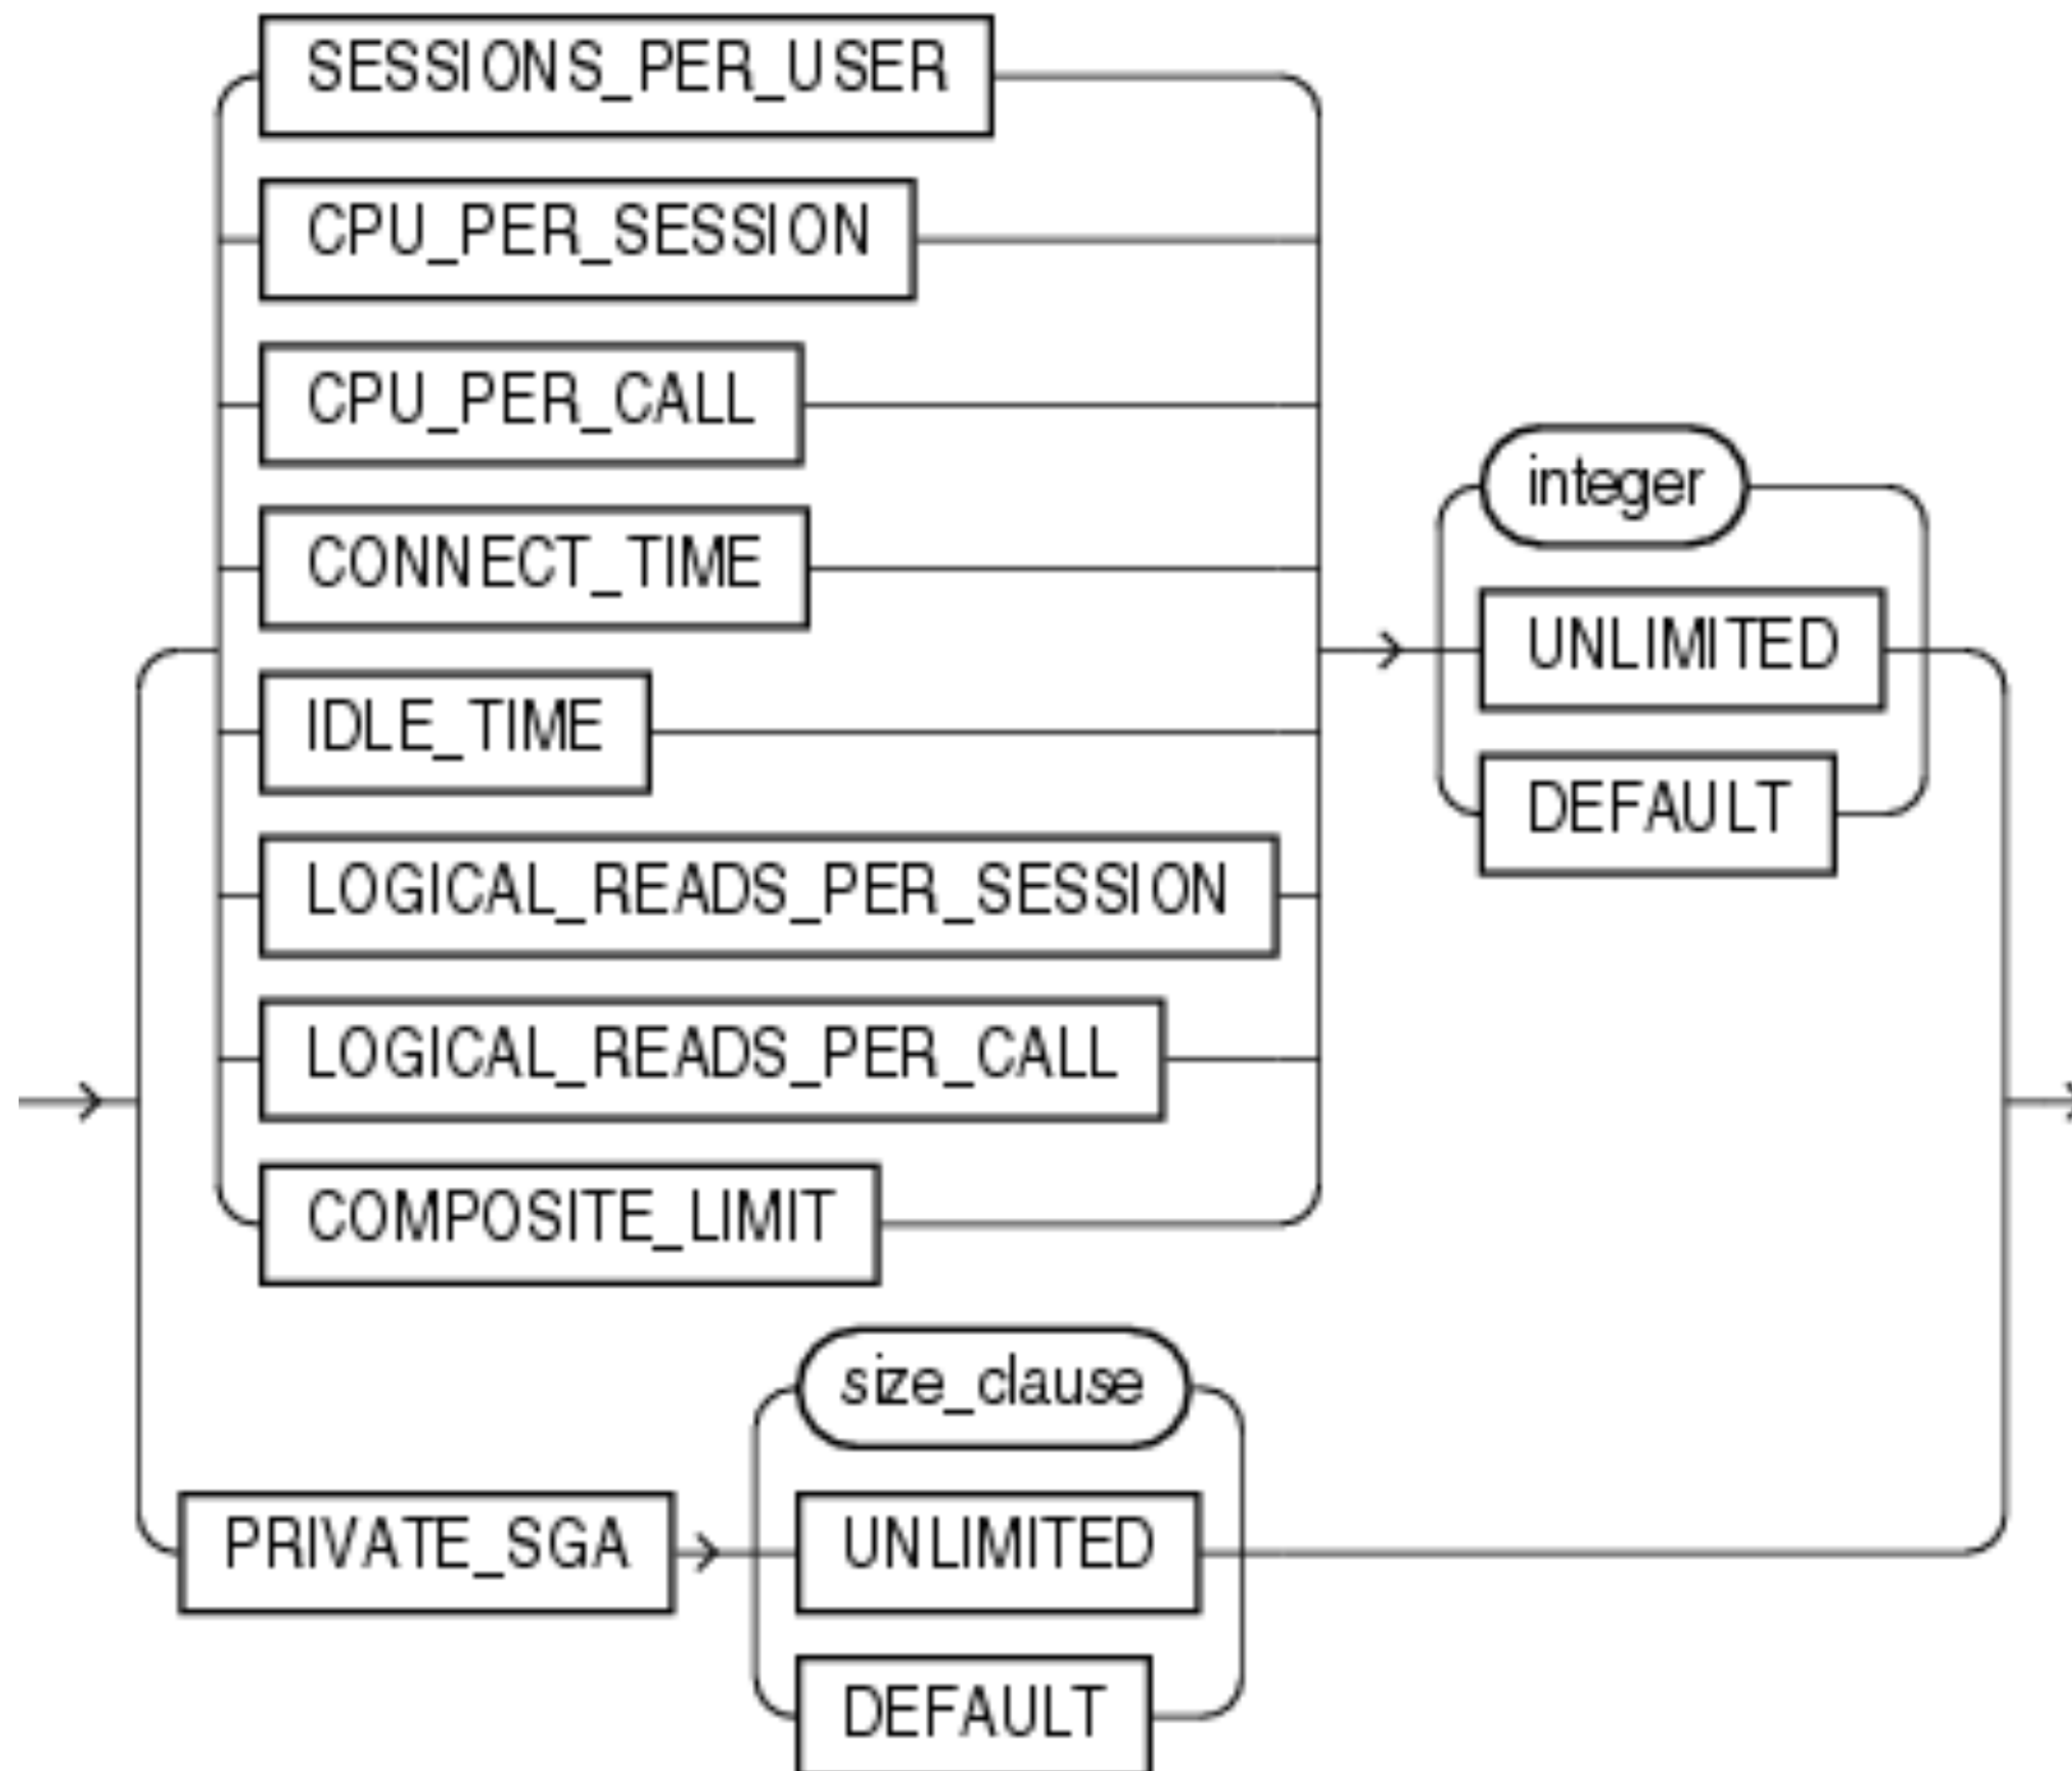 SESSIONS_PER_USER
CPU_PER_SESSION
CPU_PER_CALL
CONNECT_TIME
IDLE_TIME
LOGICAL_READS_PER_SESSION
LOGICAL_READS_PER_CALL
COMPOSITE_LIMIT
integer
UNLIMITED
DEFAULT
PRIVATE_SGA
size_clause
UNLIMITED
DEFAULT